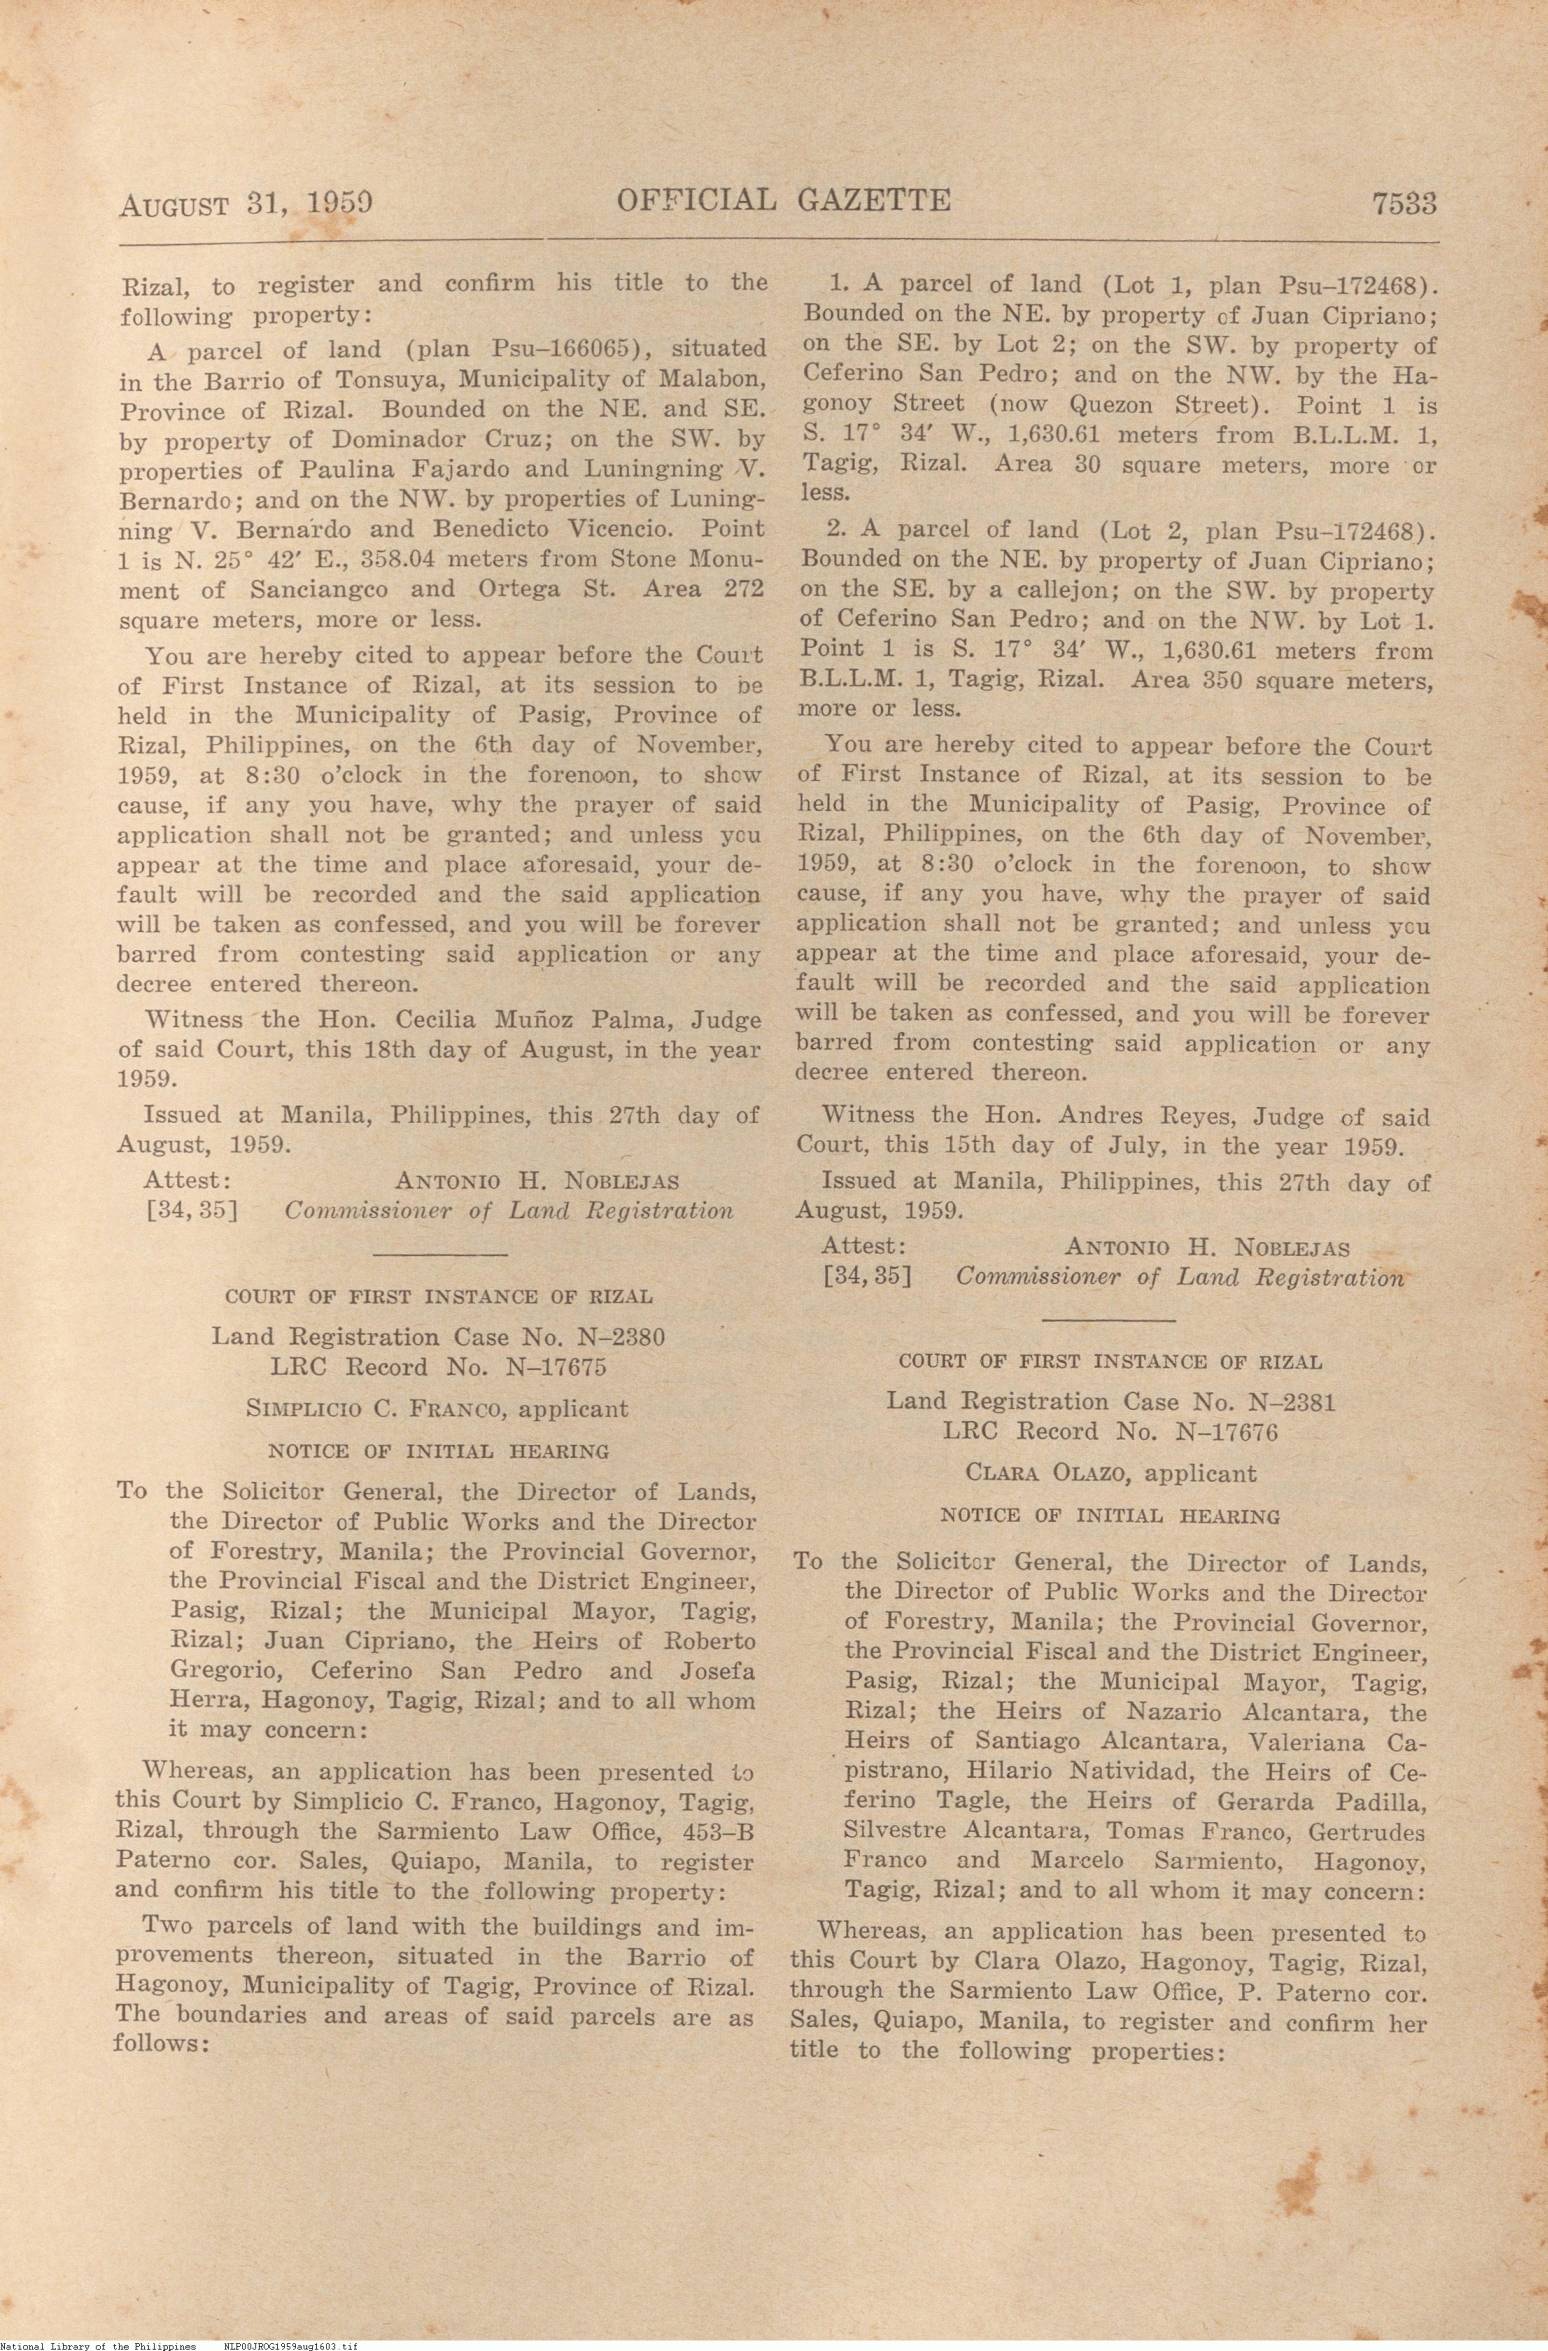 AUGUST 31, 1959 OFFICIAL GAZETTE 7533
Rizal, to register and confirm his title to the
following property:
A parcel of land (plan Psu–166065), situated
in the Barrio of Tonsuya, Municipality of Malabon,
Province of Rizal. Bounded on the NE. and SE.
by property of Dominador Cruz; on the SW. by
properties of Paulina Fajardo and Luningning V.
Bernardo; and on the NW. by properties of Luning-
ning V. Bernardo and Benedicto Vicencio. Point
1 is N. 25° 42′ E., 358.04 meters from Stone Monu-
ment of Sanciangco and Ortega St. Area 272
square meters, more or less.
You are hereby cited to appear before the Court
of First Instance of Rizal, at its session to be
held in the Municipality of Pasig, Province of
Rizal, Philippines, on the 6th day of November,
1959, at 8:30 o'clock in the forenoon, to show
cause, if any you have, why the prayer of said
application shall not be granted; and unless you
appear at the time and place aforesaid, your de-
fault will be recorded and the said application
will be taken as confessed, and you will be forever
barred from contesting said application or any
decree entered thereon.
Witness the Hon. Cecilia Muñoz Palma, Judge
of said Court, this 18th day of August, in the year
1959.
Issued at Manila, Philippines, this 27th day of
August, 1959.
Attest: ANTONIO H. NOBLEJAS
[34, 35] Commissioner of Land Registration
COURT OF FIRST INSTANCE OF RIZAL
Land Registration Case No. N–2380
LRC Record No. N–17675
SIMPLICIO C. FRANCO, applicant
NOTICE OF INITIAL HEARING
To the Solicitor General, the Director of Lands,
the Director of Public Works and the Director
of Forestry, Manila; the Provincial Governor,
the Provincial Fiscal and the District Engineer,
Pasig, Rizal; the Municipal Mayor, Tagig,
Rizal; Juan Cipriano, the Heirs of Roberto
Gregorio, Ceferino San Pedro and Josefa
Herra, Hagonoy, Tagig, Rizal; and to all whom
it may concern:
Whereas, an application has been presented to
this Court by Simplicio C. Franco, Hagonoy, Tagig,
Rizal, through the Sarmiento Law Office, 453–B
Paterno cor. Sales, Quiapo, Manila, to register
and confirm his title to the following property:
Two parcels of land with the buildings and im-
provements thereon, situated in the Barrio of
Hagonoy, Municipality of Tagig, Province of Rizal.
The boundaries and areas of said parcels are as
follows:
1. A parcel of land (Lot 1, plan Psu–172468).
Bounded on the NE. by property of Juan Cipriano;
on the SE. by Lot 2; on the SW. by property of
Ceferino San Pedro; and on the NW. by the Ha-
gonoy Street (now Quezon Street). Point 1 is
S. 17° 34′ W., 1,630.61 meters from B.L.L.M. 1,
Tagig, Rizal. Area 30 square meters, more or
less.
2. A parcel of land (Lot 2, plan Psu–172468).
Bounded on the NE. by property of Juan Cipriano;
on the SE. by a callejon; on the SW. by property
of Ceferino San Pedro; and on the NW. by Lot 1.
Point 1 is S. 17° 34′ W., 1,630.61 meters from
B.L.L.M. 1, Tagig, Rizal. Area 350 square meters,
more or less.
You are hereby cited to appear before the Court
of First Instance of Rizal, at its session to be
held in the Municipality of Pasig, Province of
Rizal, Philippines, on the 6th day of November,
1959, at 8:30 o'clock in the forenoon, to show
cause, if any you have, why the prayer of said
application shall not be granted; and unless you
appear at the time and place aforesaid, your de-
fault will be recorded and the said application
will be taken as confessed, and you will be forever
barred from contesting said application or any
decree entered thereon.
Witness the Hon. Andres Reyes, Judge of said
Court, this 15th day of July, in the year 1959.
Issued at Manila, Philippines, this 27th day of
August, 1959.
Attest: ANTONIO H. NOBLEJAS
[34, 35] Commissioner of Land Registration
COURT OF FIRST INSTANCE OF RIZAL
Land Registration Case No. N–2381
LRC Record No. N–17676
CLARA OLAZO, applicant
NOTICE OF INITIAL HEARING
To the Solicitor General, the Director of Lands,
the Director of Public Works and the Director
of Forestry, Manila; the Provincial Governor,
the Provincial Fiscal and the District Engineer,
Pasig, Rizal; the Municipal Mayor, Tagig,
Rizal; the Heirs of Nazario Alcantara, the
Heirs of Santiago Alcantara, Valeriana Ca-
pistrano, Hilario Natividad, the Heirs of Ce-
ferino Tagle, the Heirs of Gerarda Padilla,
Silvestre Alcantara, Tomas Franco, Gertrudes
Franco and Marcelo Sarmiento, Hagonoy,
Tagig, Rizal; and to all whom it may concern:
Whereas, an application has been presented to
this Court by Clara Olazo, Hagonoy, Tagig, Rizal,
through the Sarmiento Law Office, P. Paterno cor.
Sales, Quiapo, Manila, to register and confirm her
title to the following properties:
National Library of the Philippines NLP00JROG1959aug1603.tif